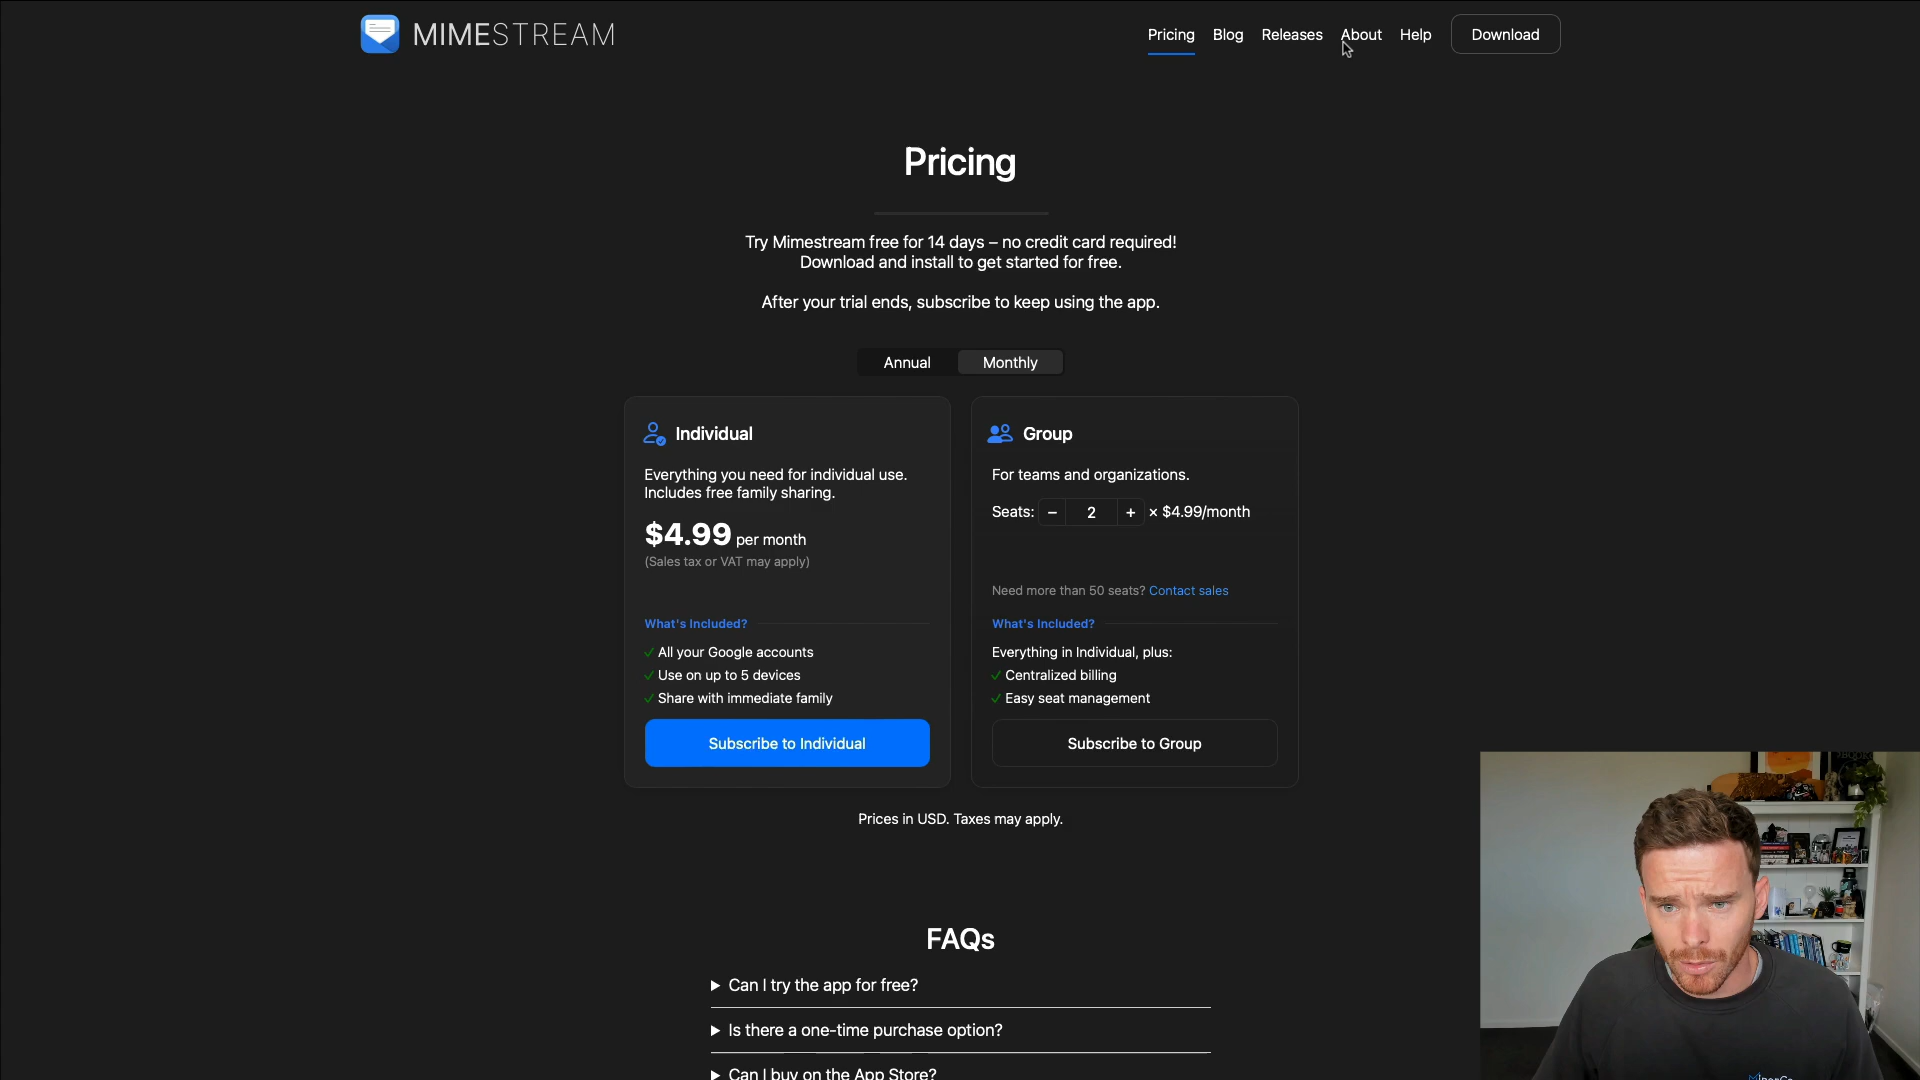 MIMESTREAM
Pricing
Blog
Releases
About
Help
Download
Pricing
Try Mimestream free for 14 days – no credit card required!
Download and install to get started for free.
After your trial ends, subscribe to keep using the app.
Annual
Monthly
Individual
Everything you need for individual use.
Includes free family sharing.
$4.99 per month
(Sales tax or VAT may apply)
What's Included?
✓ All your Google accounts
✓ Use on up to 5 devices
✓ Share with immediate family
Subscribe to Individual
Group
For teams and organizations.
Seats: − 2 + × $4.99/month
Need more than 50 seats? Contact sales
What's Included?
Everything in Individual, plus:
✓ Centralized billing
✓ Easy seat management
Subscribe to Group
Prices in USD. Taxes may apply.
FAQs
▶ Can I try the app for free?
▶ Is there a one-time purchase option?
▶ Can I buy on the App Store?